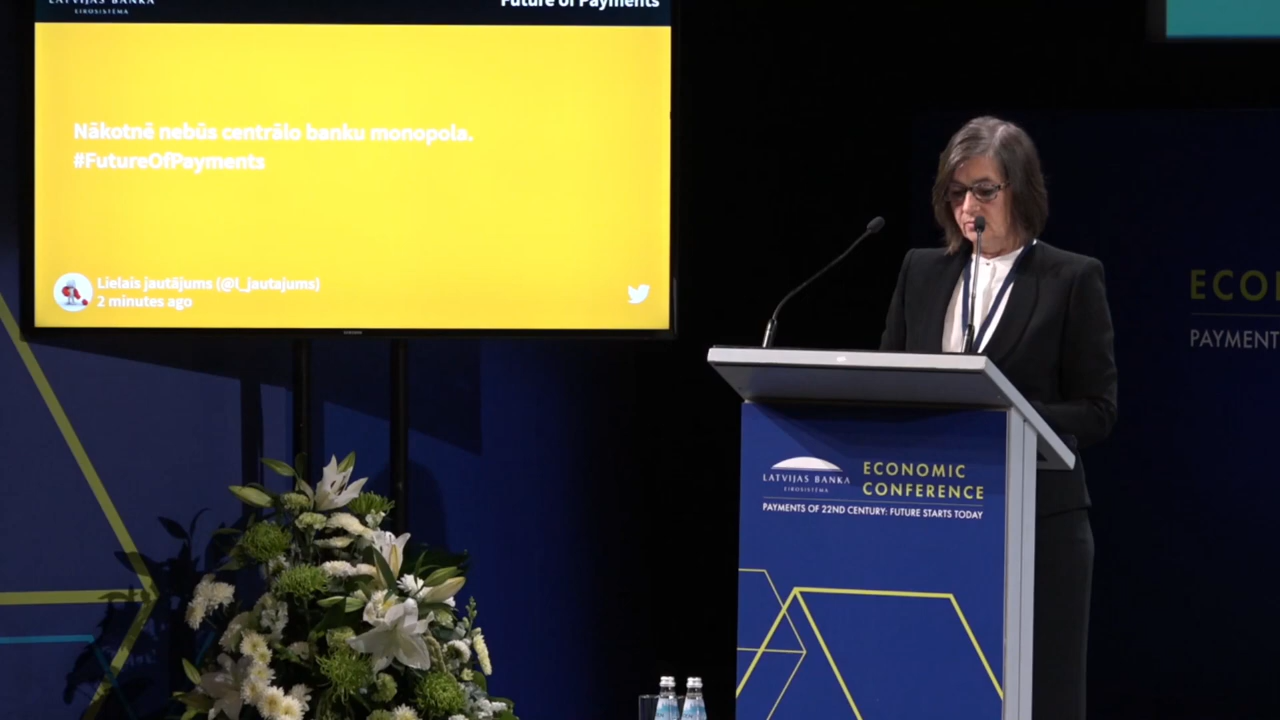 LATVIJAS BANKA
EIROSISTĒMA
Future of Payments
Nākotnē nebūs centrālo banku monopola.
#FutureOfPayments
Lielais jautājums (@l_jautajums)
2 minutes ago
LATVIJAS BANKA
EIROSISTĒMA
ECONOMIC
CONFERENCE
PAYMENTS OF 22ND CENTURY: FUTURE STARTS TODAY
ECO
PAYMENT